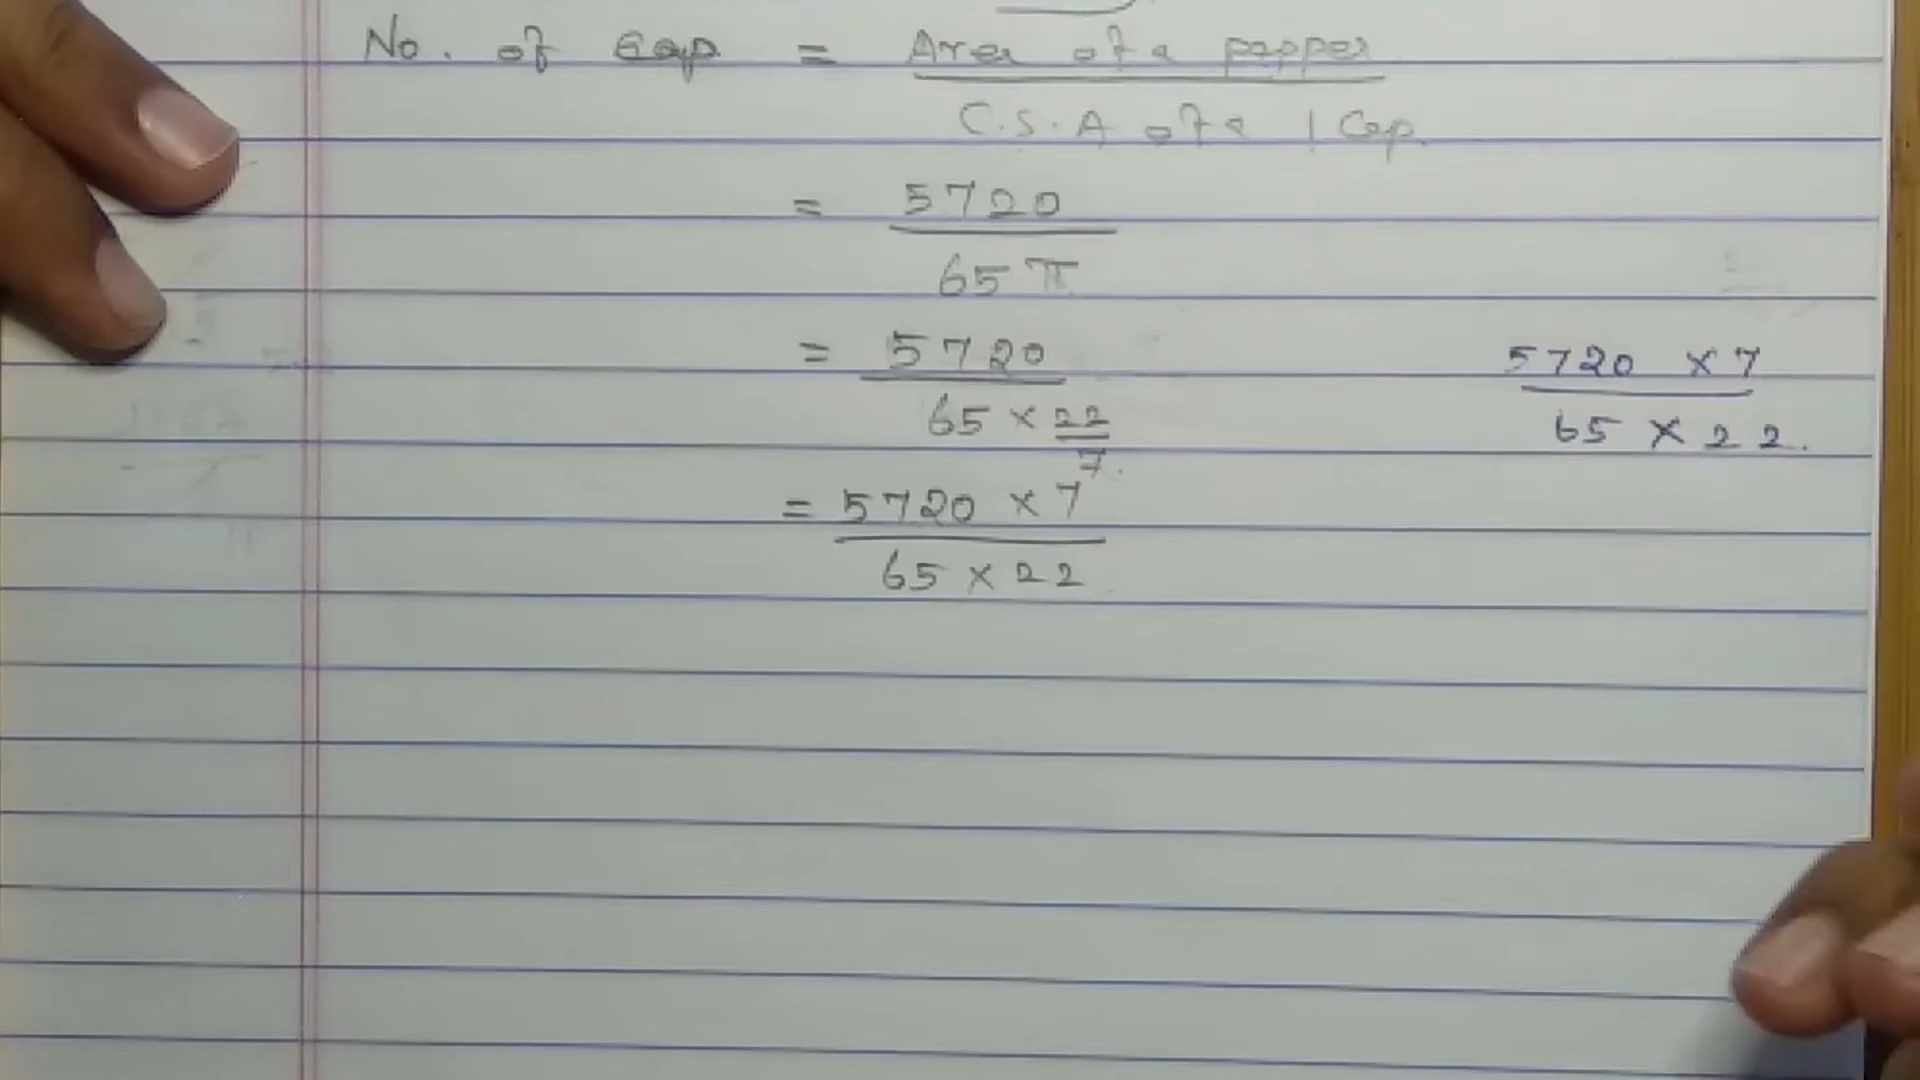 No. of Cap = Area of a papper
C.S.A of a 1 Cap.
= 5720
65 π
= 5720
65 × 22
7.
= 5720 × 7
65 × 22
5720 × 7
65 × 22.